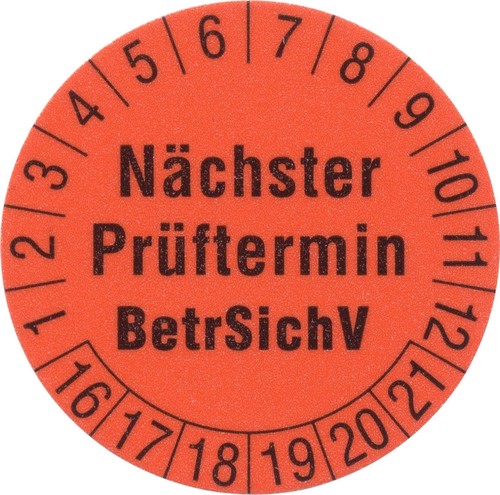 Nächster
Prüftermin
BetrSichV
1 2 3 4 5 6 7 8 9 10 11 12
16 17 18 19 20 21